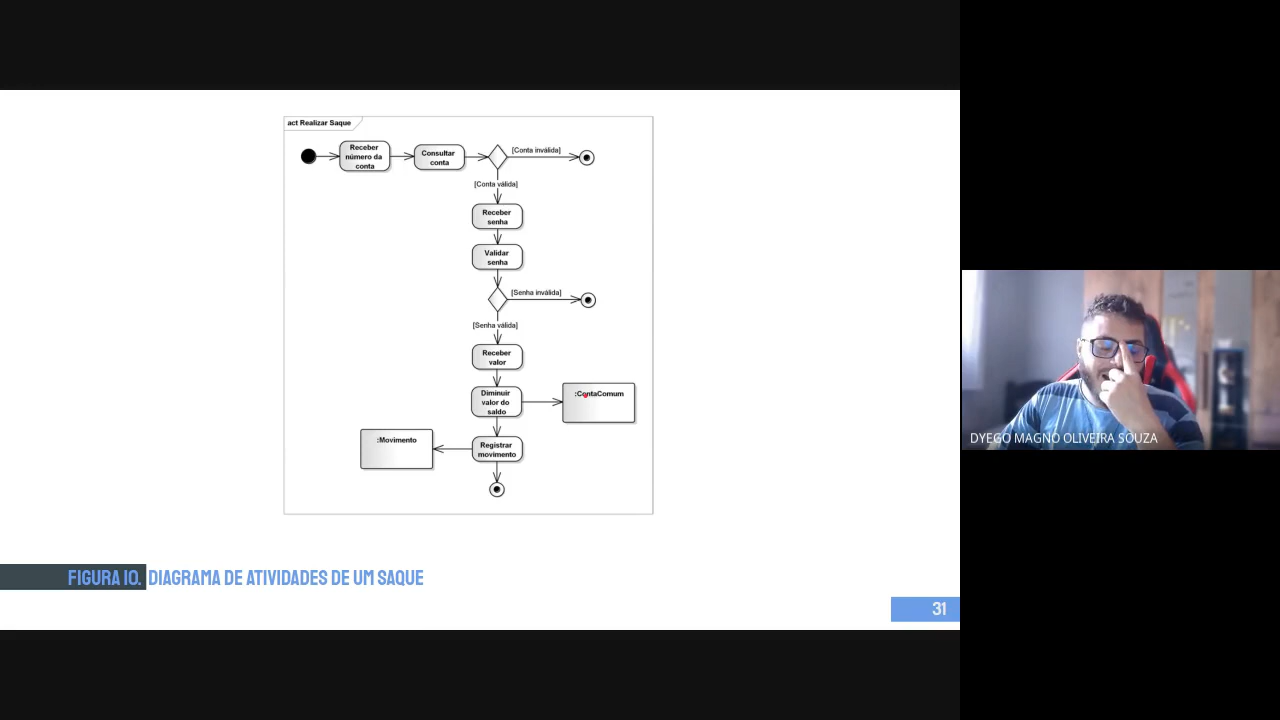 act Realizar Saque
Receber
número da
conta
Consultar
conta
[Conta inválida]
[Conta válida]
Receber
senha
Validar
senha
[Senha inválida]
[Senha válida]
Receber
valor
Diminuir
valor do
saldo
:ContaComum
:Movimento
Registrar
movimento
FIGURA 10. DIAGRAMA DE ATIVIDADES DE UM SAQUE
31
DYEGO MAGNO OLIVEIRA SOUZA